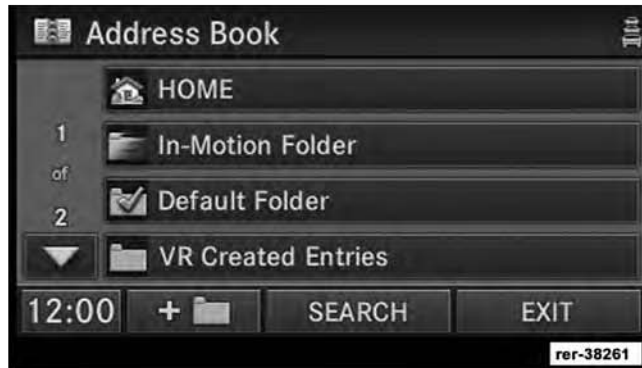 Address Book
HOME
In-Motion Folder
1
of
2
Default Folder
VR Created Entries
12:00
+
SEARCH
EXIT
rer-38261